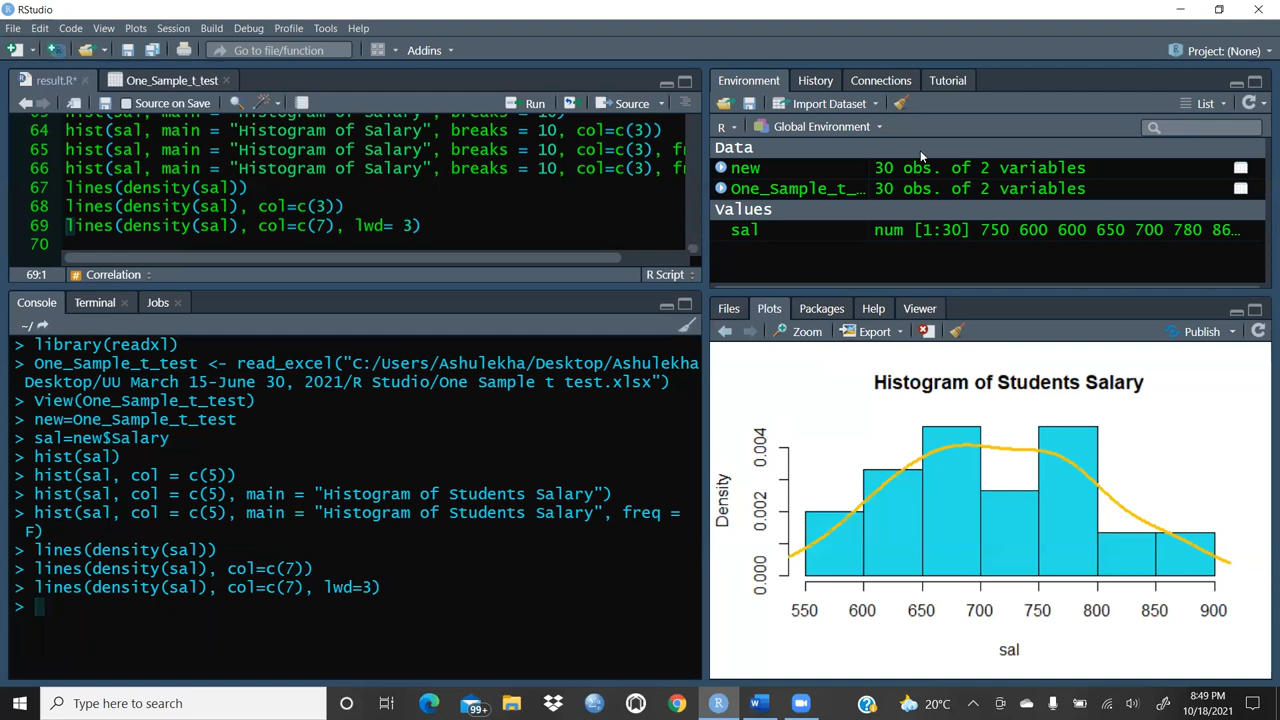 RStudio
File Edit Code View Plots Session Build Debug Profile Tools Help
Go to file/function Addins Project: (None)
result.R* One_Sample_t_test
Source on Save Run Source
64 hist(sal, main = "Histogram of Salary", breaks = 10, col=c(3))
65 hist(sal, main = "Histogram of Salary", breaks = 10, col=c(3), f
66 hist(sal, main = "Histogram of Salary", breaks = 10, col=c(3), f
67 lines(density(sal))
68 lines(density(sal), col=c(3))
69 lines(density(sal), col=c(7), lwd= 3)
70
69:1 # Correlation R Script
Console Terminal Jobs
~/
> library(readxl)
> One_Sample_t_test <- read_excel("C:/Users/Ashulekha/Desktop/Ashulekha
Desktop/UU March 15-June 30, 2021/R Studio/One Sample t test.xlsx")
> View(One_Sample_t_test)
> new=One_Sample_t_test
> sal=new$Salary
> hist(sal)
> hist(sal, col = c(5))
> hist(sal, col = c(5), main = "Histogram of Students Salary")
> hist(sal, col = c(5), main = "Histogram of Students Salary", freq =
F)
> lines(density(sal))
> lines(density(sal), col=c(7))
> lines(density(sal), col=c(7), lwd=3)
>
Environment History Connections Tutorial
Import Dataset List
R Global Environment
Data
new 30 obs. of 2 variables
One_Sample_t_… 30 obs. of 2 variables
Values
sal num [1:30] 750 600 600 650 700 780 86…
Files Plots Packages Help Viewer
Zoom Export Publish
Histogram of Students Salary
Density
0.004
0.002
0.000
550 600 650 700 750 800 850 900
sal
Type here to search 99+ 20°C 8:49 PM
10/18/2021